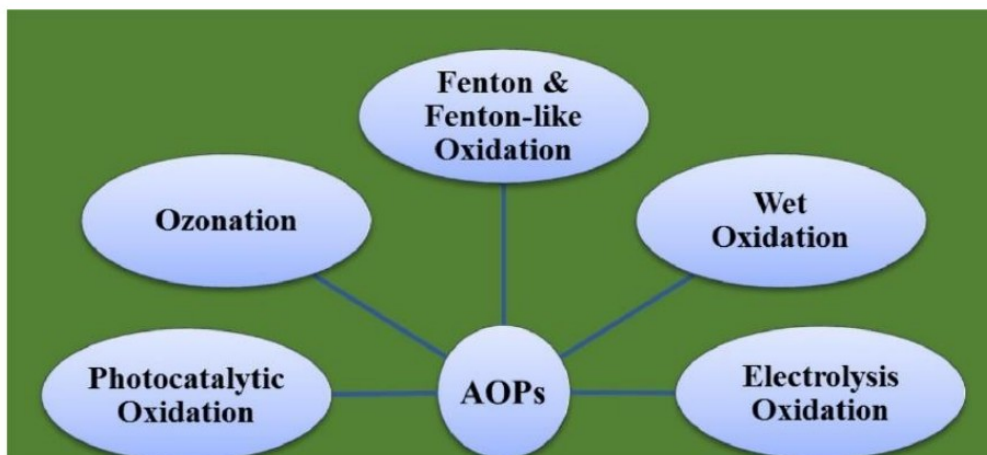 Fenton &
Fenton-like
Oxidation
Ozonation
Wet
Oxidation
Photocatalytic
Oxidation
AOPs
Electrolysis
Oxidation